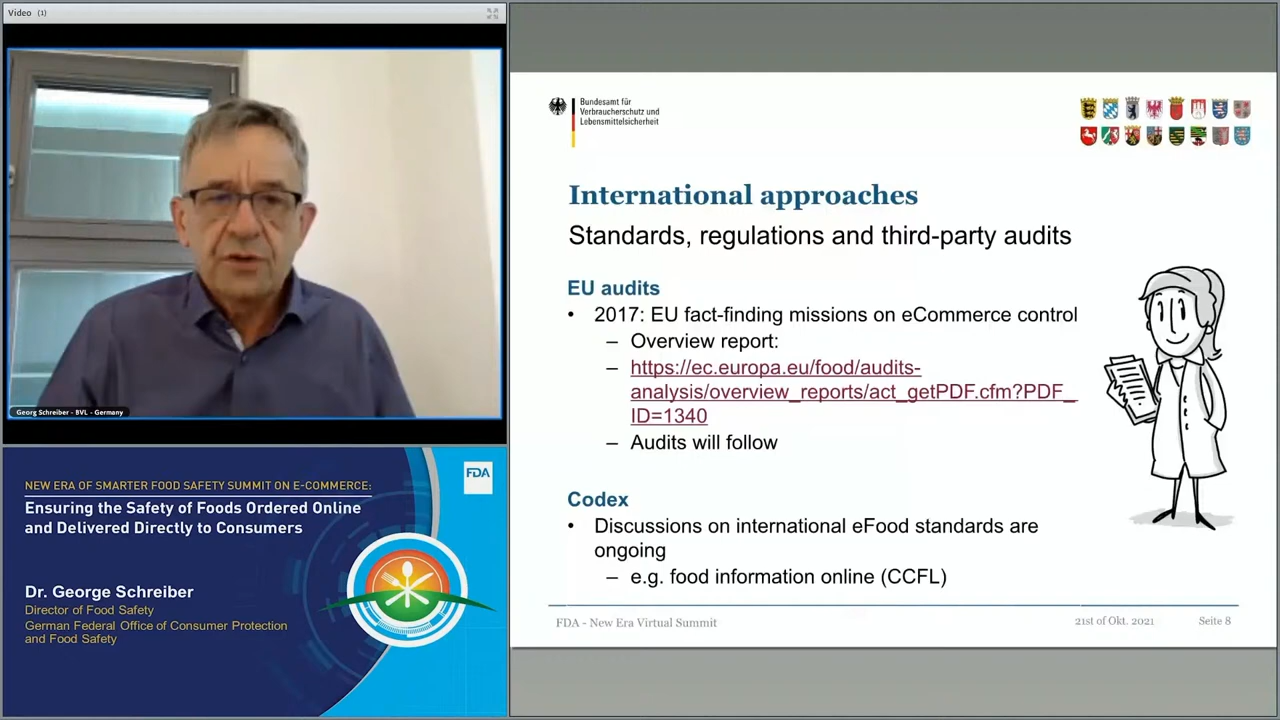 Video (1)
Georg Schreiber - BVL - Germany
NEW ERA OF SMARTER FOOD SAFETY SUMMIT ON E-COMMERCE:
Ensuring the Safety of Foods Ordered Online
and Delivered Directly to Consumers
FDA
Dr. George Schreiber
Director of Food Safety
German Federal Office of Consumer Protection
and Food Safety
Bundesamt für
Verbraucherschutz und
Lebensmittelsicherheit
International approaches
Standards, regulations and third-party audits
EU audits
• 2017: EU fact-finding missions on eCommerce control
– Overview report:
– https://ec.europa.eu/food/audits-
analysis/overview_reports/act_getPDF.cfm?PDF_
ID=1340
– Audits will follow
Codex
• Discussions on international eFood standards are
ongoing
– e.g. food information online (CCFL)
FDA - New Era Virtual Summit
21st of Okt. 2021
Seite 8